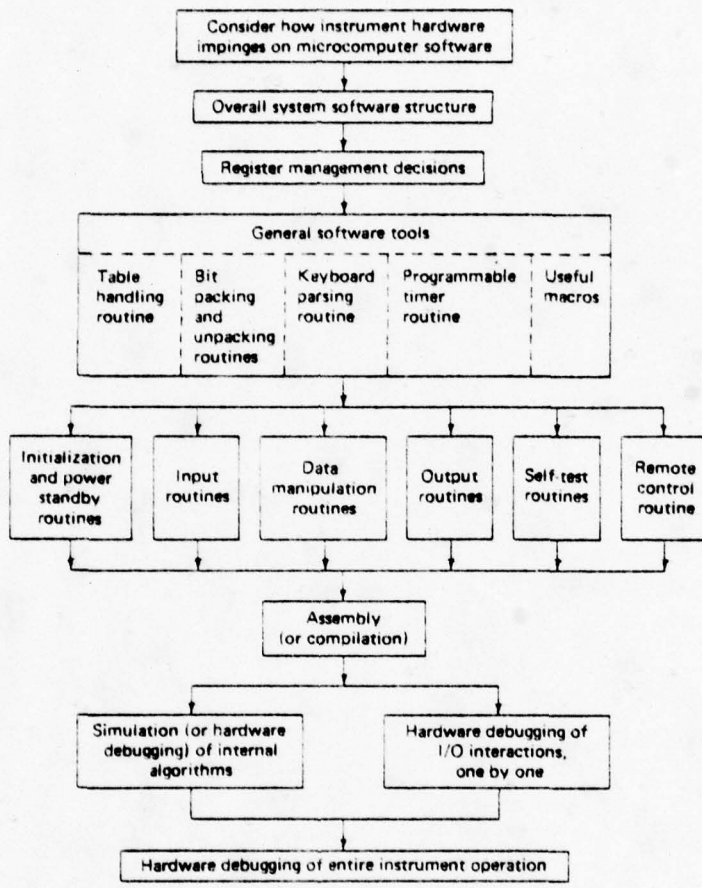 Consider how instrument hardware
impinges on microcomputer software
Overall system software structure
Register management decisions
General software tools
Table
handling
routine
Bit
packing
and
unpacking
routines
Keyboard
parsing
routine
Programmable
timer
routine
Useful
macros
Initialization
and power
standby
routines
Input
routines
Data
manipulation
routines
Output
routines
Self-test
routines
Remote
control
routine
Assembly
(or compilation)
Simulation (or hardware
debugging) of internal
algorithms
Hardware debugging of
I/O interactions,
one by one
Hardware debugging of entire instrument operation